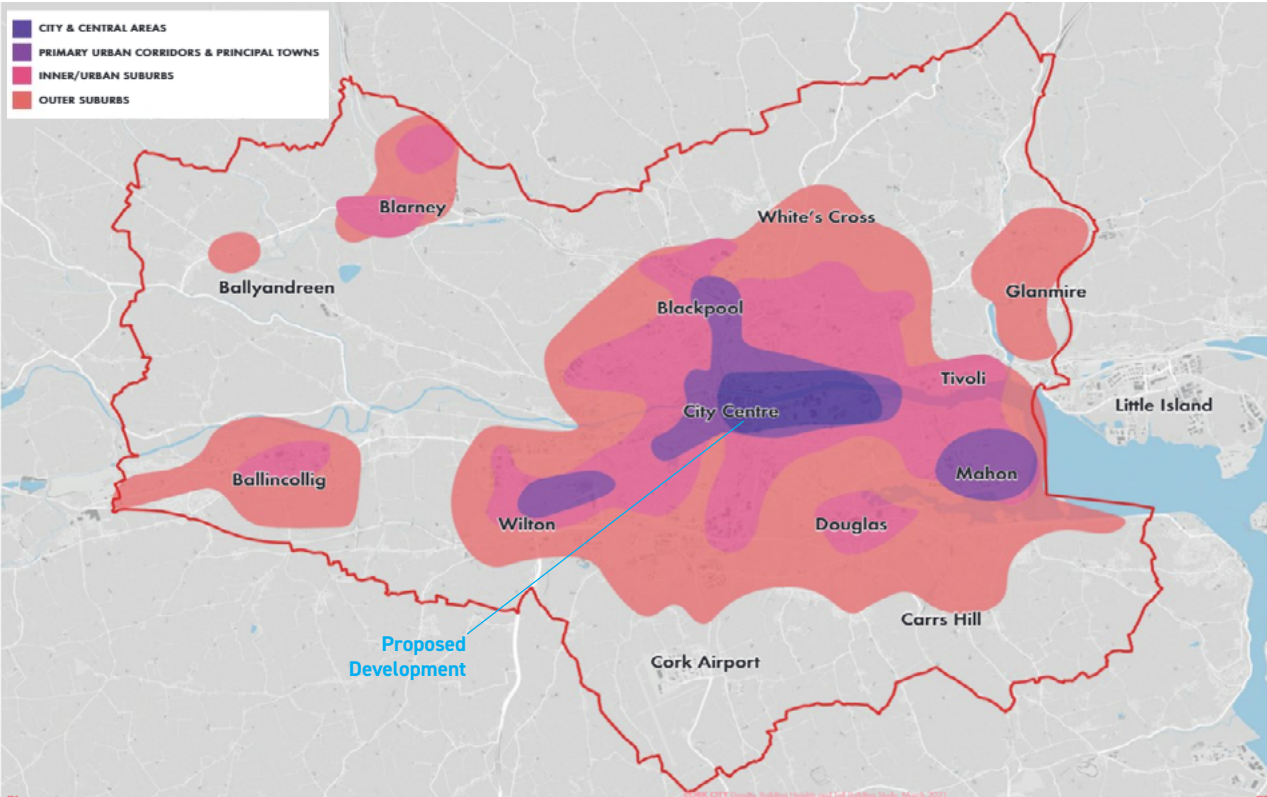 CITY & CENTRAL AREAS
PRIMARY URBAN CORRIDORS & PRINCIPAL TOWNS
INNER/URBAN SUBURBS
OUTER SUBURBS
Blarney
White's Cross
Ballyandreen
Glanmire
Blackpool
Tivoli
Little Island
City Centre
Ballincollig
Mahon
Wilton
Douglas
Carrs Hill
Proposed
Development
Cork Airport